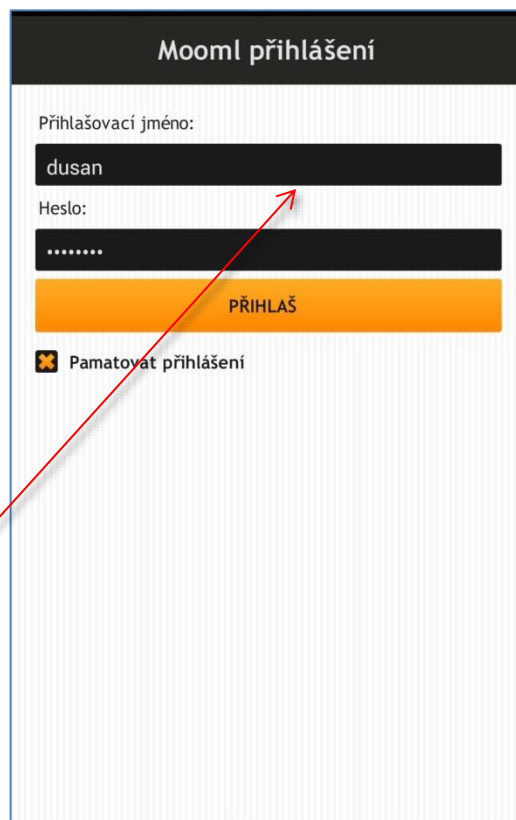 Mooml přihlášení
Přihlašovací jméno:
dusan
Heslo:
••••••••
PŘIHLAŠ
Pamatovat přihlášení